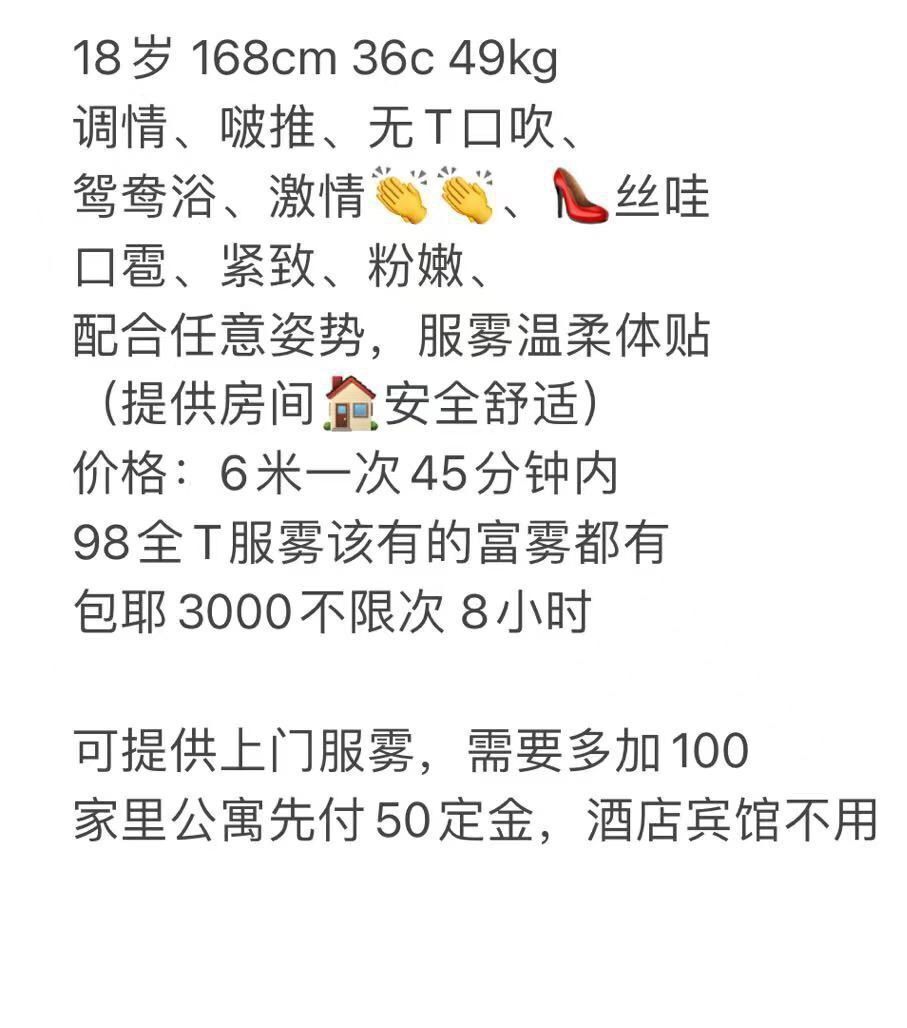 18岁 168cm 36c 49kg
调情、啵推、无T口吹、
鸳鸯浴、激情👏👏、👠丝哇
口雹、紧致、粉嫩、
配合任意姿势，服雾温柔体贴
（提供房间🏠安全舒适）
价格：6米一次45分钟内
98全T服雾该有的富雾都有
包耶3000不限次 8小时
可提供上门服雾，需要多加100
家里公寓先付50定金，酒店宾馆不用